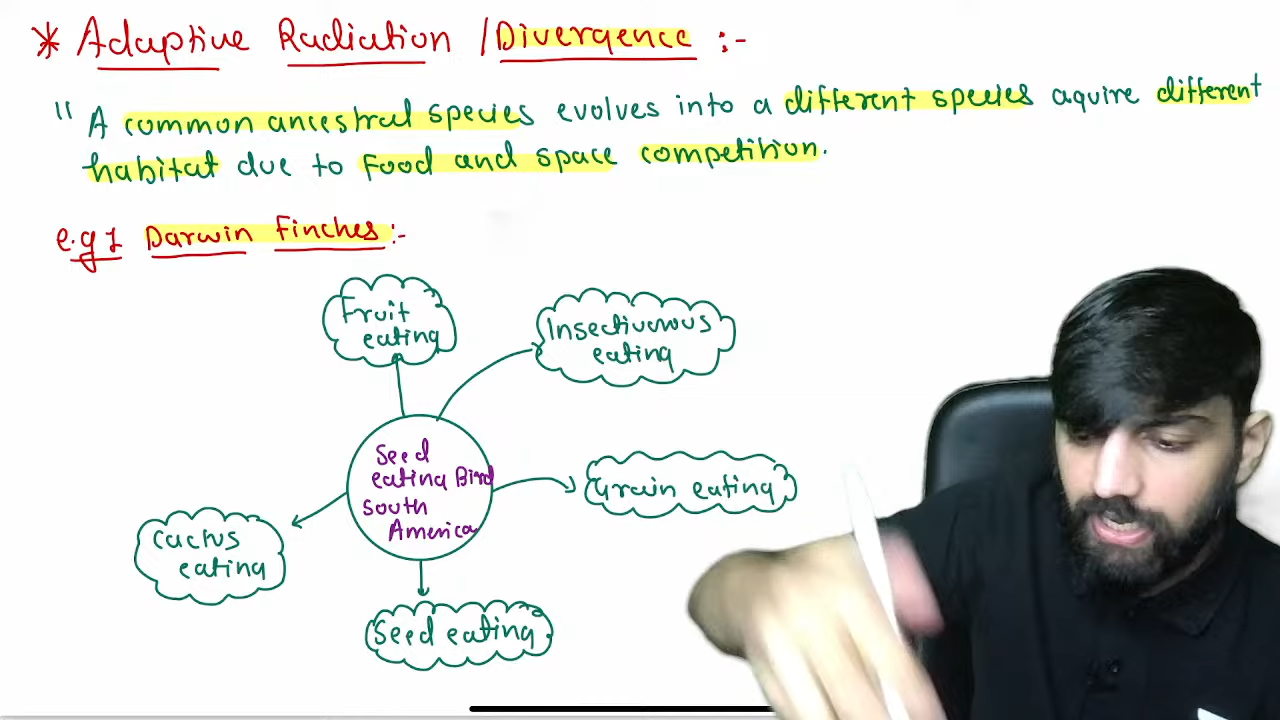 * Adaptive Radiation / Divergence :-
" A common ancestral species evolves into a different species aquire different
habitat due to Food and space competition.
e.g 1 Darwin Finches :-
Fruit
eating
Insectivorous
eating
Seed
eating Bird
South
America
Grain eating
Cactus
eating
Seed eating